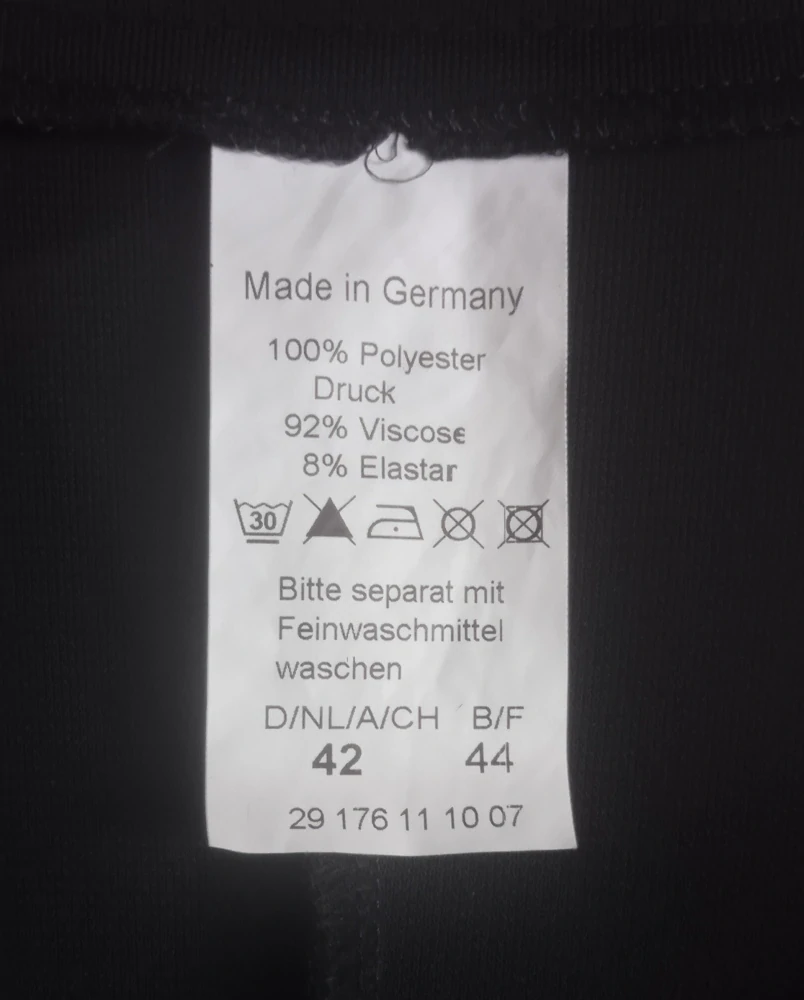 Made in Germany
100% Polyester
Druck
92% Viscose
8% Elastar
30
Bitte separat mit
Feinwaschmittel
waschen
D/NL/A/CH B/F
42 44
29 176 11 10 07